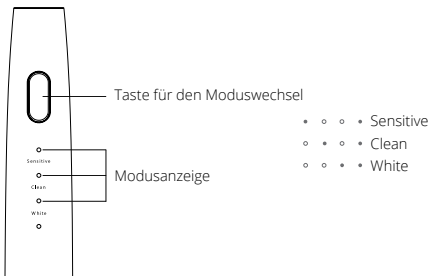 Taste für den Moduswechsel
Sensitive
Clean
White
Sensitive
Clean
White
Modusanzeige